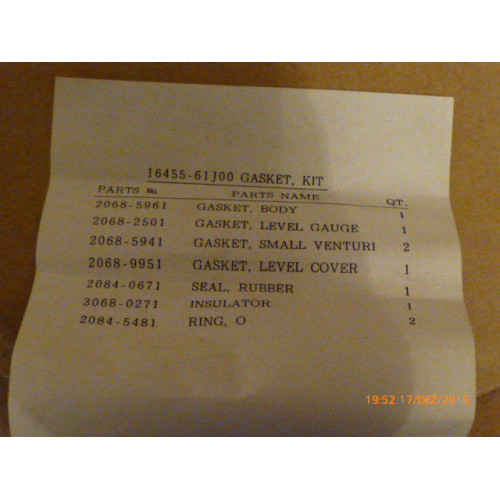 16455-61J00 GASKET, KIT
PARTS No. PARTS NAME QT.
2068-5961 GASKET, BODY 1
2068-2501 GASKET, LEVEL GAUGE 1
2068-5941 GASKET, SMALL VENTURI 2
2068-9951 GASKET, LEVEL COVER 1
2084-0671 SEAL, RUBBER 1
3068-0271 INSULATOR 1
2084-5481 RING, O 2
19:52 17/DEZ/2015